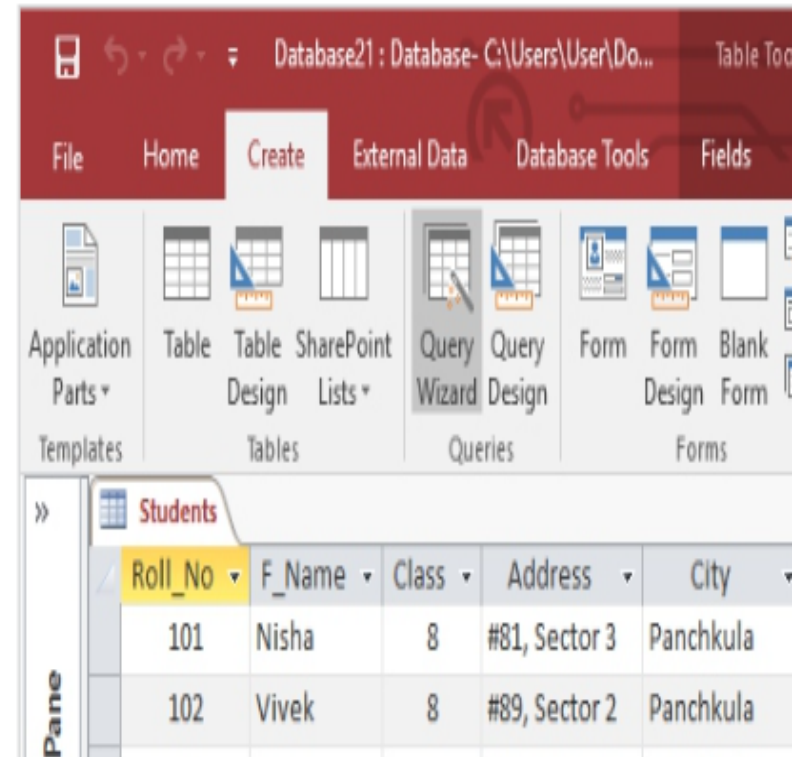 Database21 : Database- C:\Users\User\Do... Table Too
File Home Create External Data Database Tools Fields
Application Parts
Table
Table Design
SharePoint Lists
Query Wizard
Query Design
Form
Form Design
Blank Form
Templates Tables Queries Forms
» Students
Roll_No F_Name Class Address City
101 Nisha 8 #81, Sector 3 Panchkula
102 Vivek 8 #89, Sector 2 Panchkula
Pane